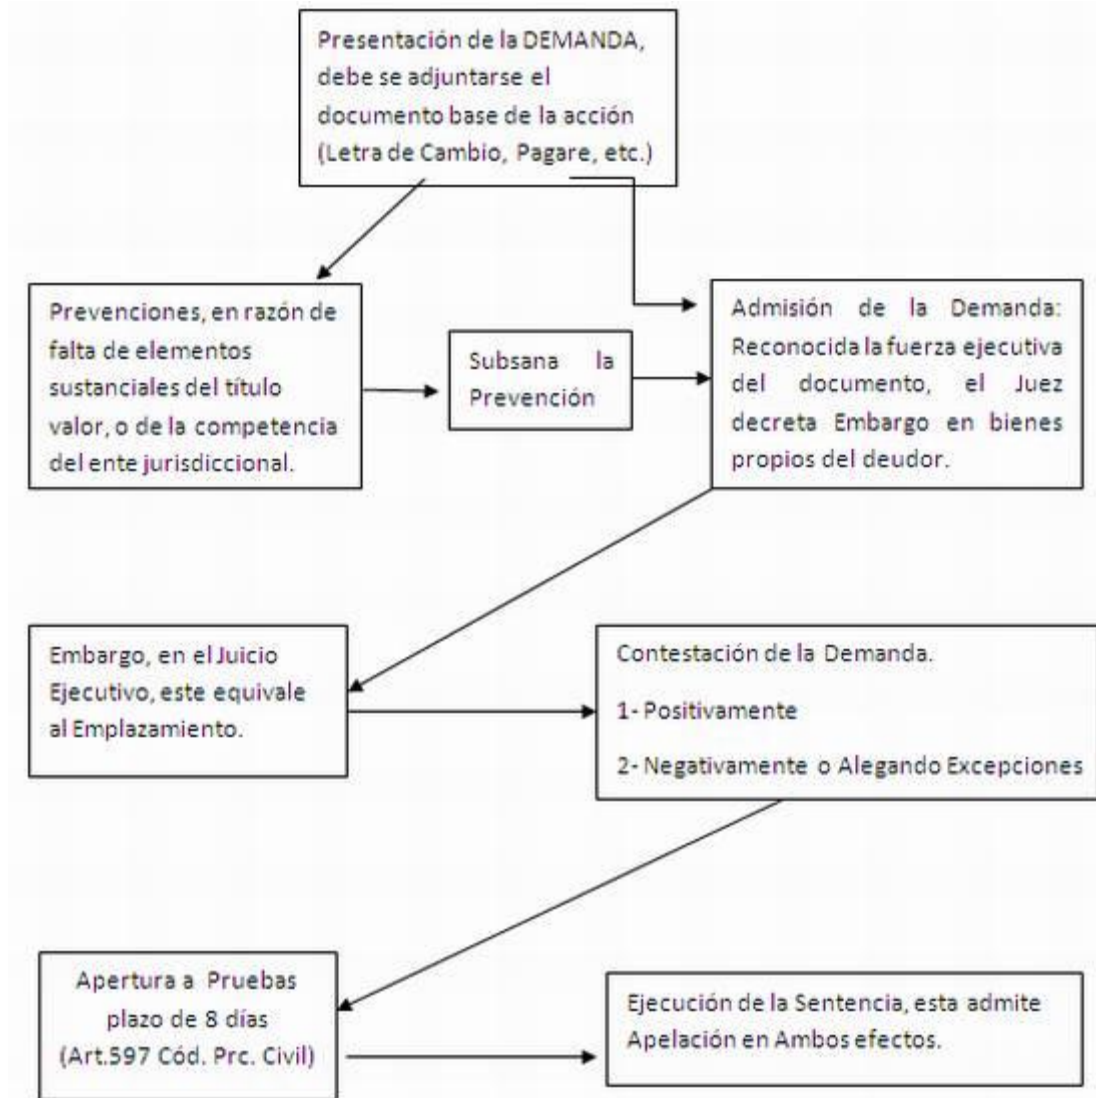 Presentación de la DEMANDA,
debe se adjuntarse el
documento base de la acción
(Letra de Cambio, Pagare, etc.)
Prevenciones, en razón de
falta de elementos
sustanciales del título
valor, o de la competencia
del ente jurisdiccional.
Subsana la
Prevención
Admisión de la Demanda:
Reconocida la fuerza ejecutiva
del documento, el Juez
decreta Embargo en bienes
propios del deudor.
Embargo, en el Juicio
Ejecutivo, este equivale
al Emplazamiento.
Contestación de la Demanda.
1- Positivamente
2- Negativamente o Alegando Excepciones
Apertura a Pruebas
plazo de 8 días
(Art.597 Cód. Prc. Civil)
Ejecución de la Sentencia, esta admite
Apelación en Ambos efectos.